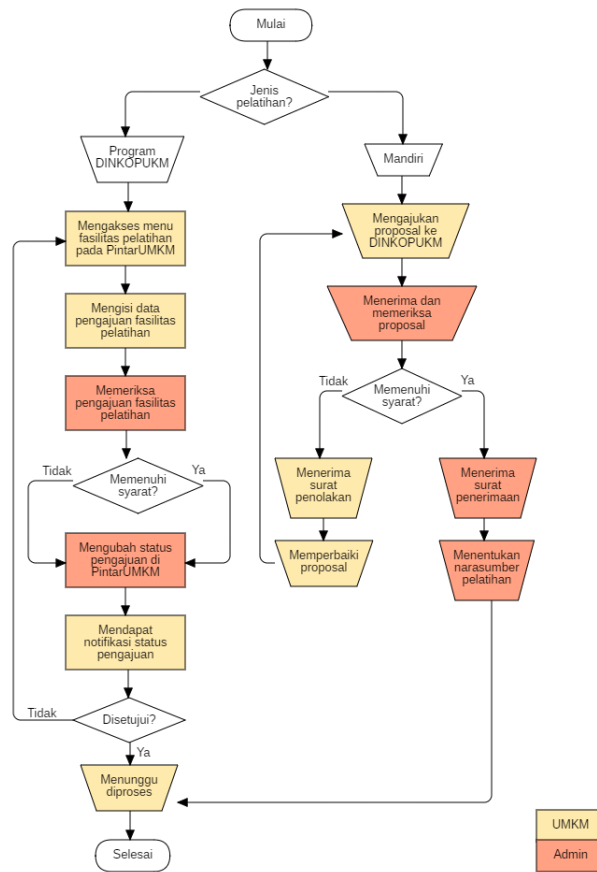 Mulai
Jenis
pelatihan?
Program
DINKOPUKM
Mandiri
Mengakses menu
fasilitas pelatihan
pada PintarUMKM
Mengajukan
proposal ke
DINKOPUKM
Mengisi data
pengajuan fasilitas
pelatihan
Menerima dan
memeriksa
proposal
Memeriksa
pengajuan fasilitas
pelatihan
Tidak
Memenuhi
syarat?
Ya
Tidak
Memenuhi
syarat?
Ya
Menerima
surat
penolakan
Menerima
surat
penerimaan
Mengubah status
pengajuan di
PintarUMKM
Memperbaiki
proposal
Menentukan
narasumber
pelatihan
Mendapat
notifikasi status
pengajuan
Tidak
Disetujui?
Ya
Menunggu
diproses
Selesai
UMKM
Admin